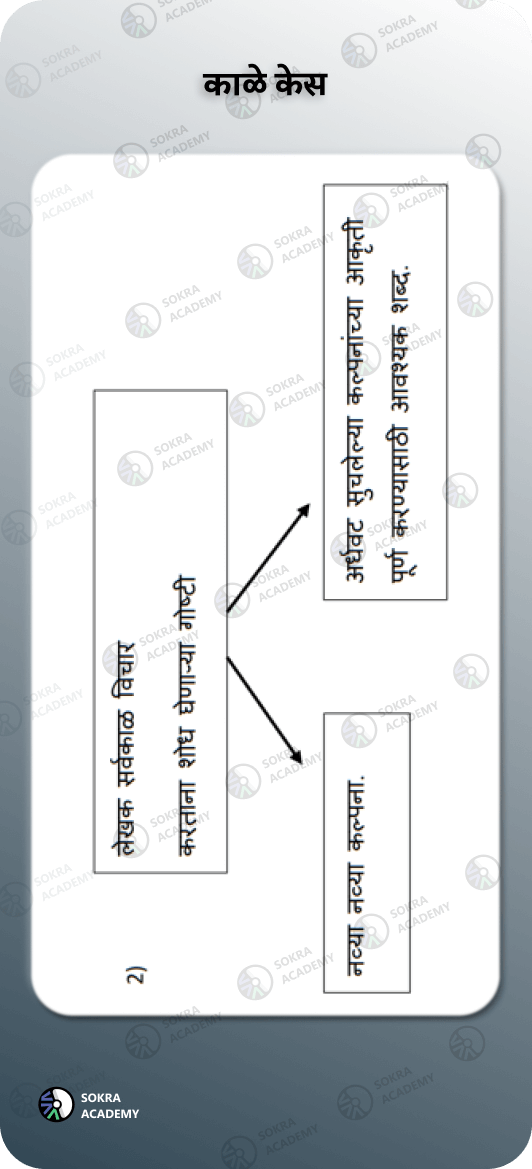 काळे केस
2)
लेखक सर्वकाळ विचार
करताना शोध घेणाऱ्या गोष्टी
नव्या नव्या कल्पना.
अर्धवट सुचलेल्या कल्पनांच्या आकृती
पूर्ण करण्यासाठी आवश्यक शब्द.
SOKRA
ACADEMY